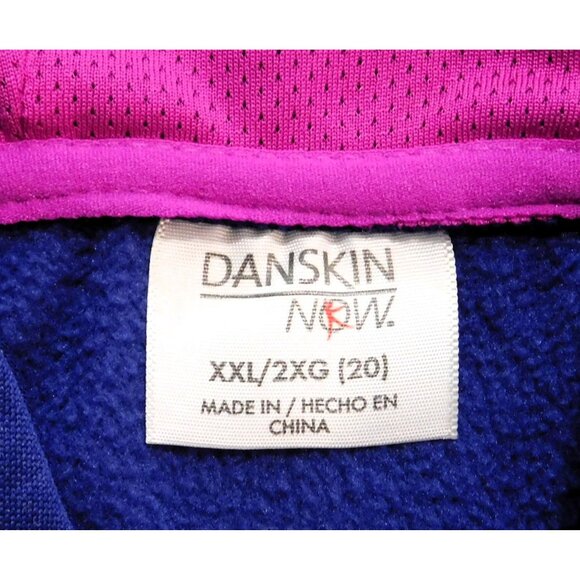 DANSKIN
NOW.
XXL/2XG (20)
MADE IN / HECHO EN
CHINA